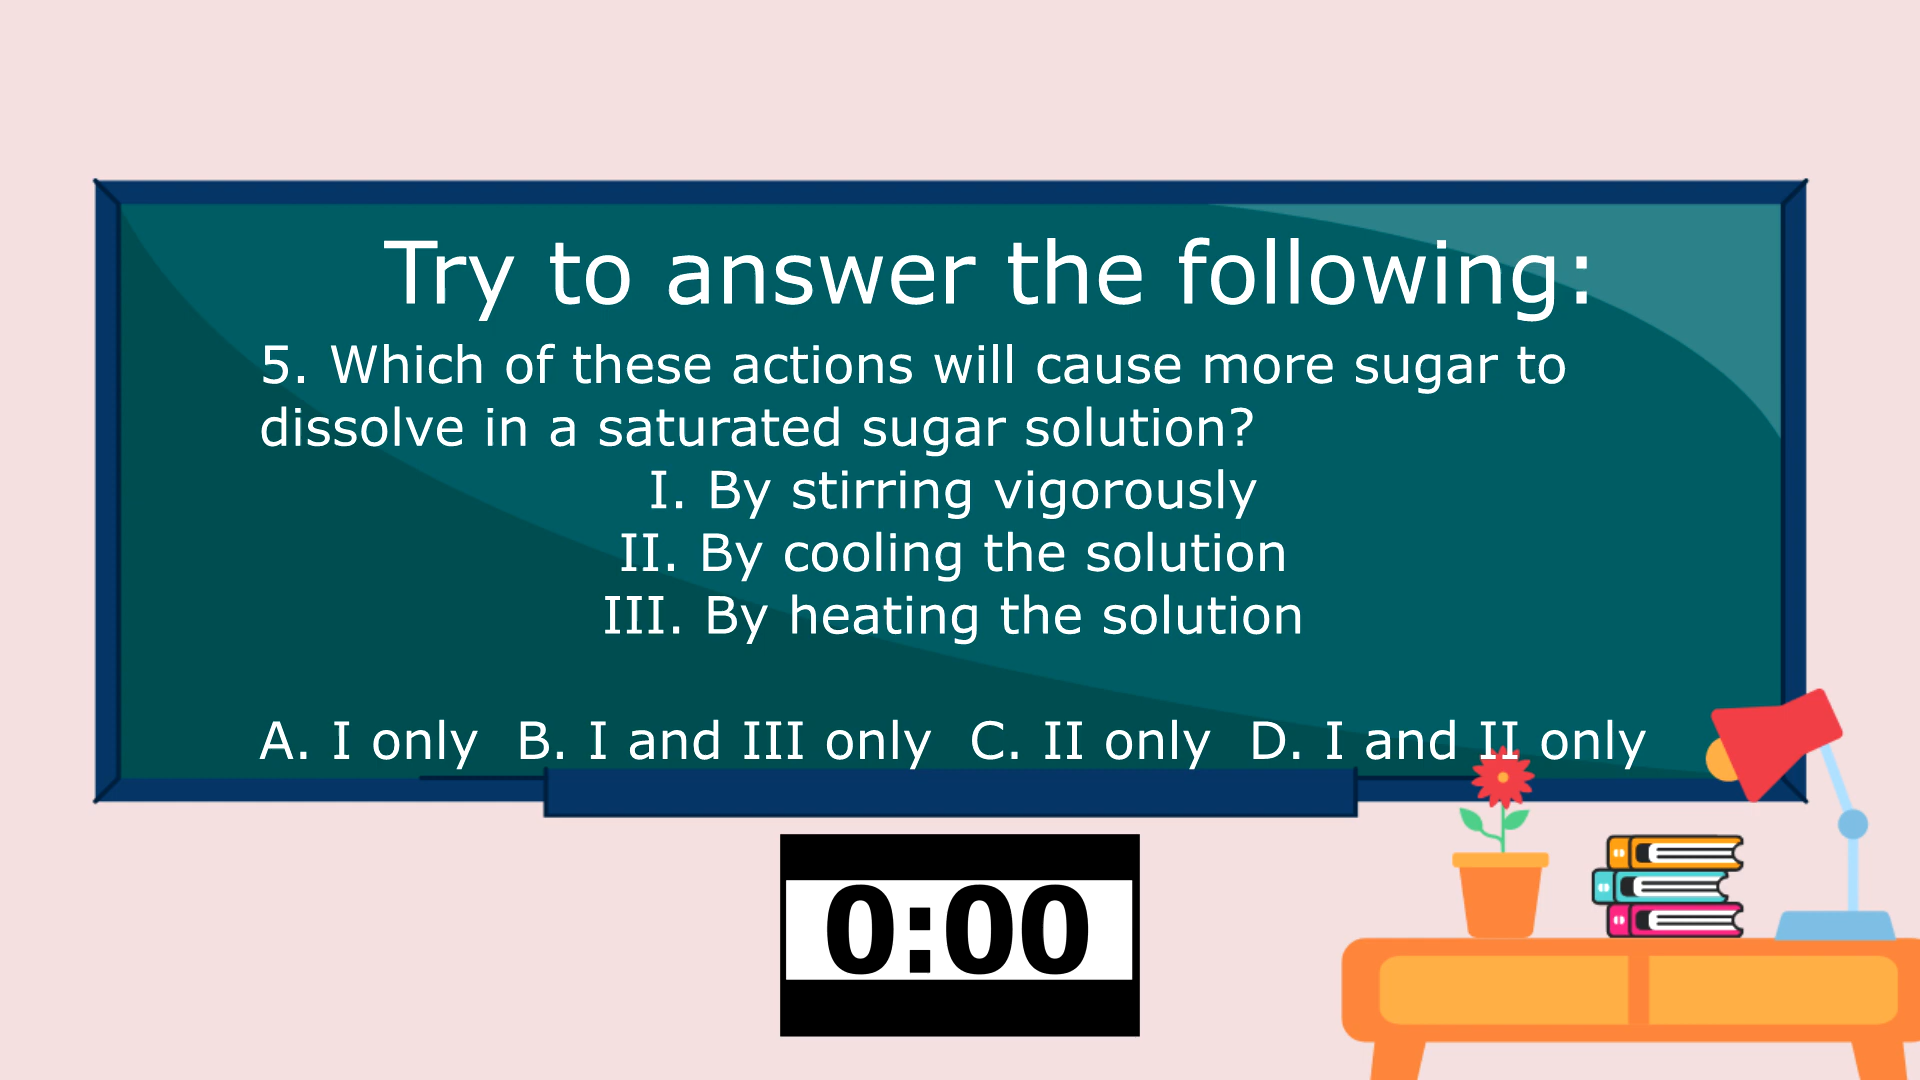 Try to answer the following:
5. Which of these actions will cause more sugar to
dissolve in a saturated sugar solution?
I. By stirring vigorously
II. By cooling the solution
III. By heating the solution
A. I only  B. I and III only  C. II only  D. I and II only
0:00